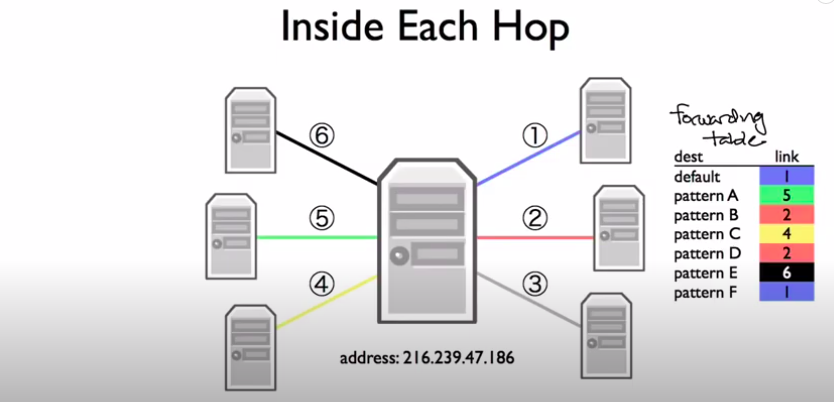 Inside Each Hop
⑥
①
forwarding
table
dest link
default 1
⑤
②
pattern A 5
pattern B 2
pattern C 4
pattern D 2
④
③
pattern E 6
pattern F 1
address: 216.239.47.186